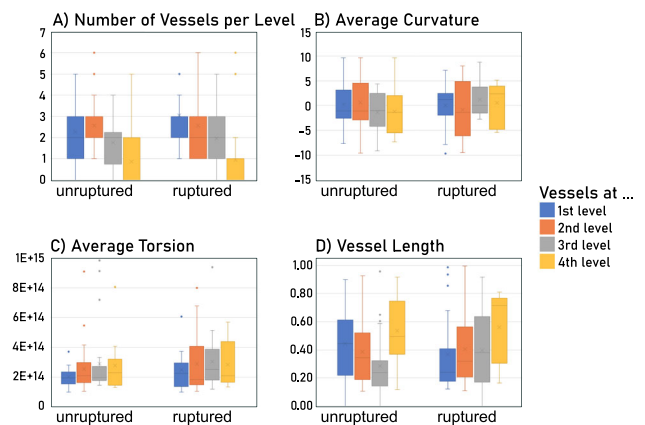 A) Number of Vessels per Level
7
6
5
4
3
2
1
0
unruptured
ruptured
B) Average Curvature
15
10
5
0
−5
−10
−15
unruptured
ruptured
C) Average Torsion
1E+15
8E+14
6E+14
4E+14
2E+14
0
unruptured
ruptured
D) Vessel Length
1,00
0.80
0.60
0.40
0.20
0.00
unruptured
ruptured
Vessels at ...
1st level
2nd level
3rd level
4th level